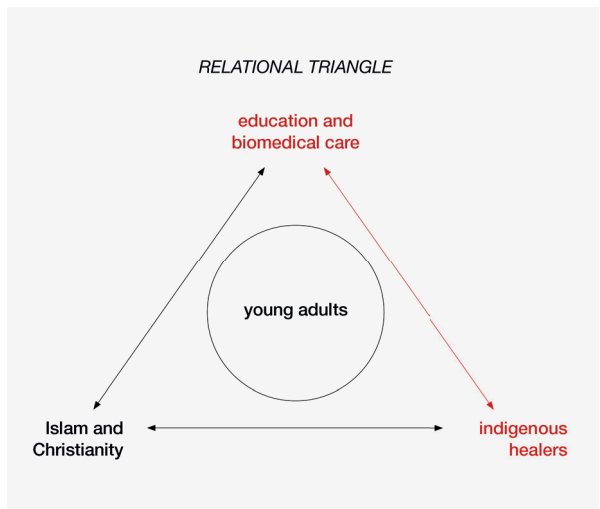 RELATIONAL TRIANGLE
education and
biomedical care
young adults
Islam and
Christianity
indigenous
healers